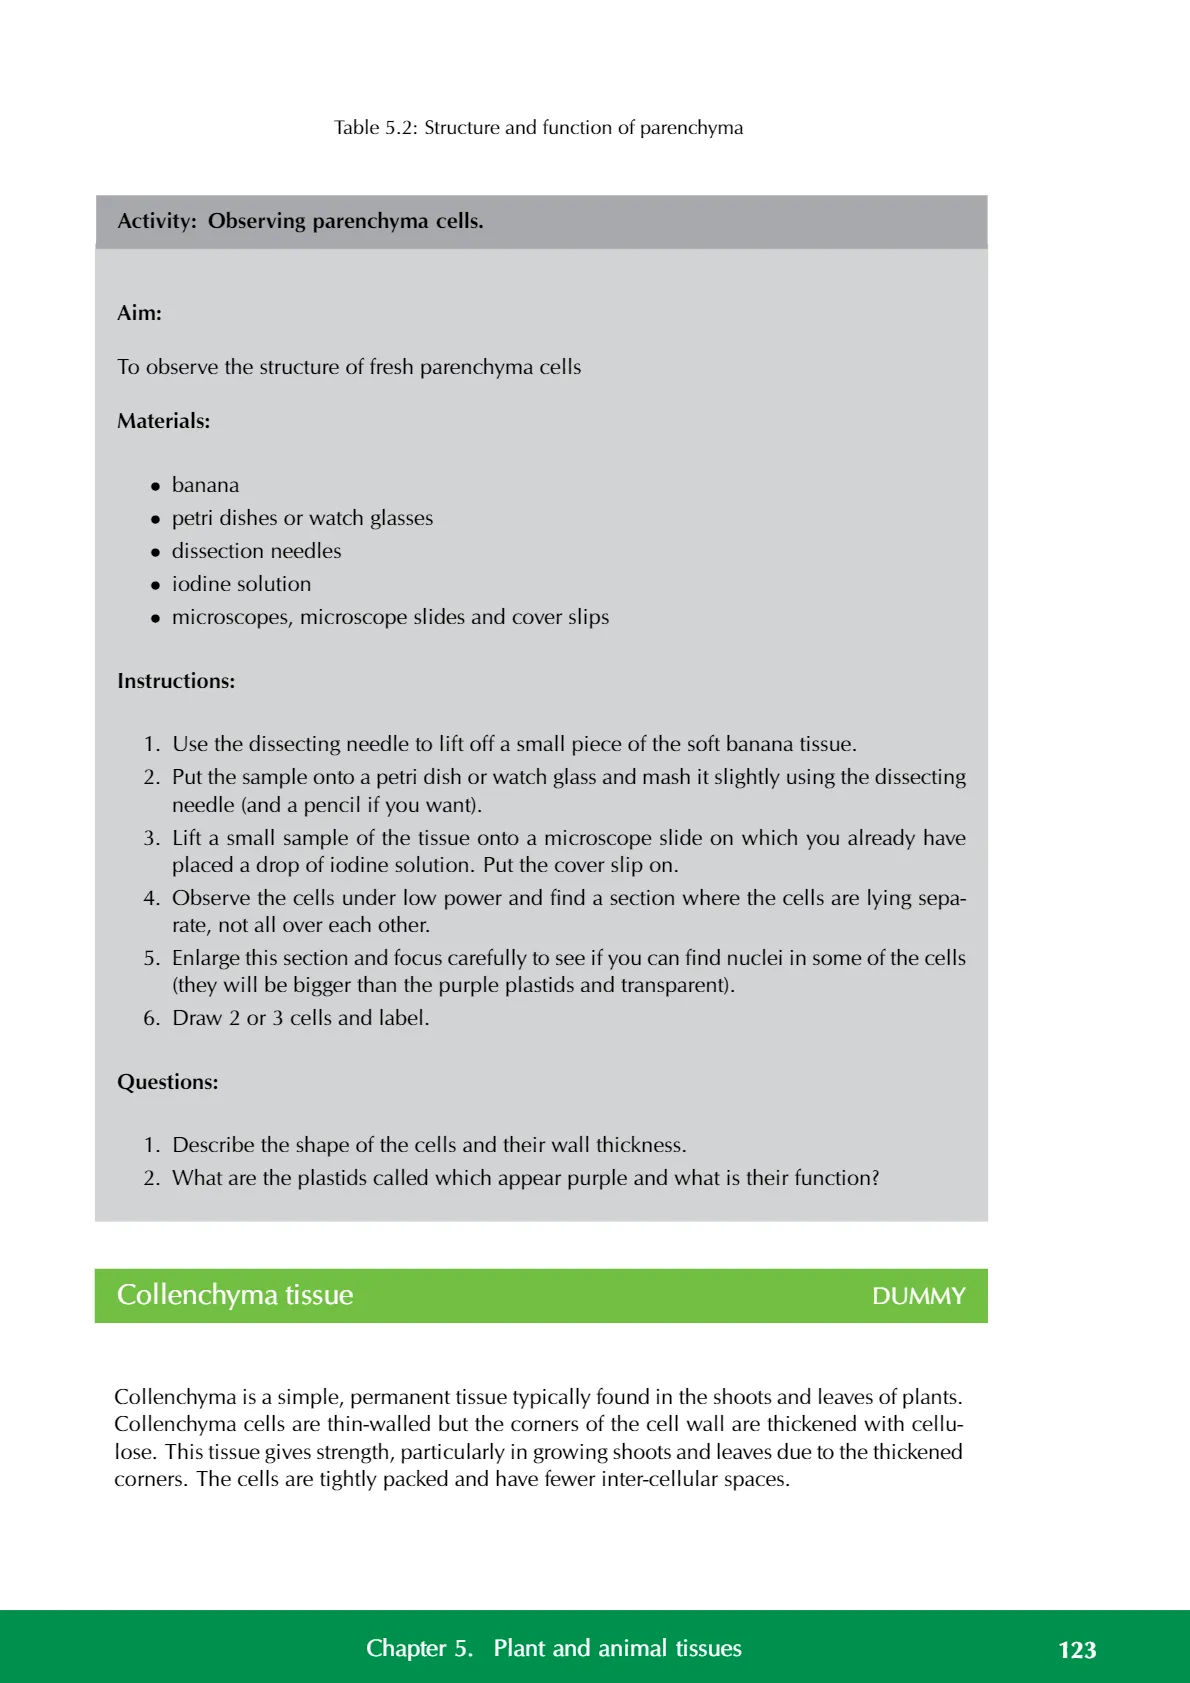 Table 5.2: Structure and function of parenchyma
Activity: Observing parenchyma cells.
Aim:
To observe the structure of fresh parenchyma cells
Materials:
• banana
• petri dishes or watch glasses
• dissection needles
• iodine solution
• microscopes, microscope slides and cover slips
Instructions:
1. Use the dissecting needle to lift off a small piece of the soft banana tissue.
2. Put the sample onto a petri dish or watch glass and mash it slightly using the dissecting
needle (and a pencil if you want).
3. Lift a small sample of the tissue onto a microscope slide on which you already have
placed a drop of iodine solution. Put the cover slip on.
4. Observe the cells under low power and find a section where the cells are lying sepa-
rate, not all over each other.
5. Enlarge this section and focus carefully to see if you can find nuclei in some of the cells
(they will be bigger than the purple plastids and transparent).
6. Draw 2 or 3 cells and label.
Questions:
1. Describe the shape of the cells and their wall thickness.
2. What are the plastids called which appear purple and what is their function?
Collenchyma tissue DUMMY
Collenchyma is a simple, permanent tissue typically found in the shoots and leaves of plants.
Collenchyma cells are thin-walled but the corners of the cell wall are thickened with cellu-
lose. This tissue gives strength, particularly in growing shoots and leaves due to the thickened
corners. The cells are tightly packed and have fewer inter-cellular spaces.
Chapter 5. Plant and animal tissues 123